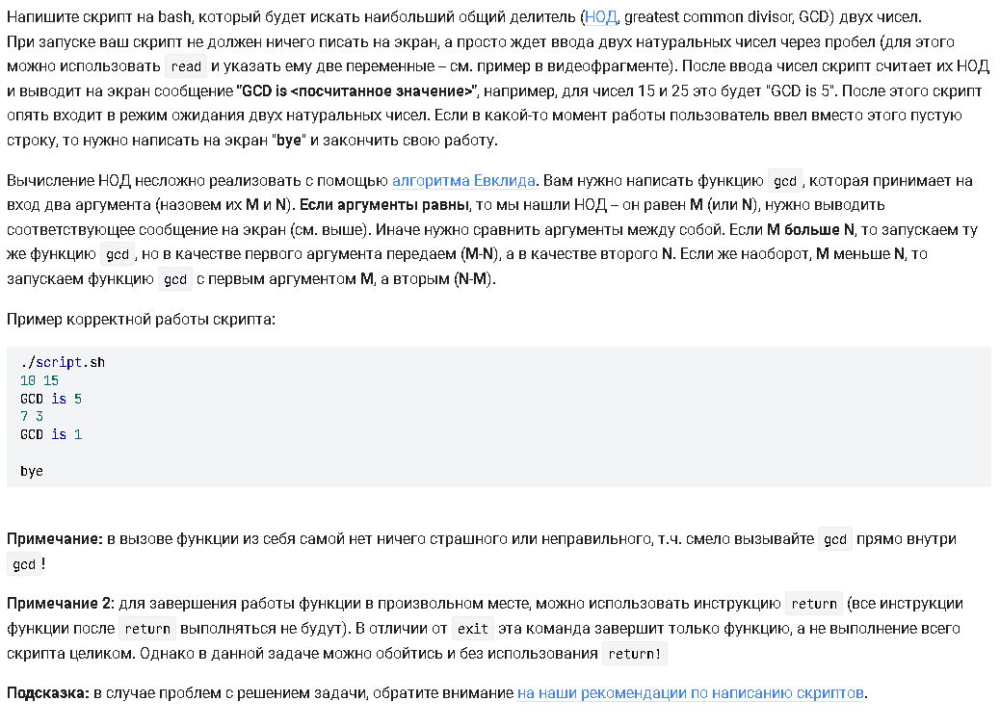 Напишите скрипт на bash, который будет искать наибольший общий делитель (НОД, greatest common divisor, GCD) двух чисел.
При запуске ваш скрипт не должен ничего писать на экран, а просто ждет ввода двух натуральных чисел через пробел (для этого
можно использовать read и указать ему две переменные – см. пример в видеофрагменте). После ввода чисел скрипт считает их НОД
и выводит на экран сообщение "GCD is <посчитанное значение>", например, для чисел 15 и 25 это будет "GCD is 5". После этого скрипт
опять входит в режим ожидания двух натуральных чисел. Если в какой-то момент работы пользователь ввел вместо этого пустую
строку, то нужно написать на экран "bye" и закончить свою работу.
Вычисление НОД несложно реализовать с помощью алгоритма Евклида. Вам нужно написать функцию gcd, которая принимает на
вход два аргумента (назовем их M и N). Если аргументы равны, то мы нашли НОД – он равен M (или N), нужно выводить
соответствующее сообщение на экран (см. выше). Иначе нужно сравнить аргументы между собой. Если M больше N, то запускаем ту
же функцию gcd, но в качестве первого аргумента передаем (M-N), а в качестве второго N. Если же наоборот, M меньше N, то
запускаем функцию gcd с первым аргументом M, а вторым (N-M).
Пример корректной работы скрипта:
./script.sh
10 15
GCD is 5
7 3
GCD is 1
bye
Примечание: в вызове функции из себя самой нет ничего страшного или неправильного, т.ч. смело вызывайте gcd прямо внутри
gcd!
Примечание 2: для завершения работы функции в произвольном месте, можно использовать инструкцию return (все инструкции
функции после return выполняться не будут). В отличии от exit эта команда завершит только функцию, а не выполнение всего
скрипта целиком. Однако в данной задаче можно обойтись и без использования return!
Подсказка: в случае проблем с решением задачи, обратите внимание на наши рекомендации по написанию скриптов.